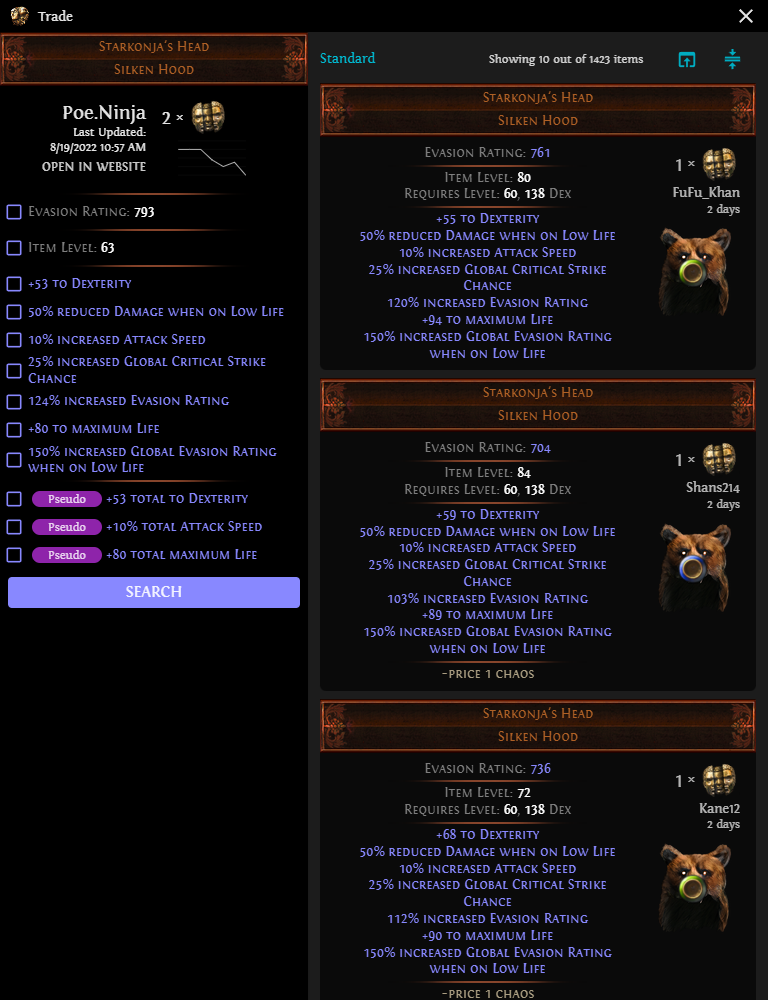 Trade
Starkonja's Head
Silken Hood
Poe.Ninja
2 ×
Last Updated:
8/19/2022 10:57 AM
OPEN IN WEBSITE
Evasion Rating: 793
Item Level: 63
+53 to Dexterity
50% reduced Damage when on Low Life
10% increased Attack Speed
25% increased Global Critical Strike
Chance
124% increased Evasion Rating
+80 to maximum Life
150% increased Global Evasion Rating
when on Low Life
Pseudo +53 total to Dexterity
Pseudo +10% total Attack Speed
Pseudo +80 total maximum Life
SEARCH
Standard
Showing 10 out of 1423 items
Starkonja's Head
Silken Hood
Evasion Rating: 761
Item Level: 80
Requires Level: 60, 138 Dex
+55 to Dexterity
50% reduced Damage when on Low Life
10% increased Attack Speed
25% increased Global Critical Strike
Chance
120% increased Evasion Rating
+94 to maximum Life
150% increased Global Evasion Rating
when on Low Life
1 ×
FuFu_Khan
2 days
Starkonja's Head
Silken Hood
Evasion Rating: 704
Item Level: 84
Requires Level: 60, 138 Dex
+59 to Dexterity
50% reduced Damage when on Low Life
10% increased Attack Speed
25% increased Global Critical Strike
Chance
103% increased Evasion Rating
+89 to maximum Life
150% increased Global Evasion Rating
when on Low Life
~price 1 chaos
1 ×
Shans214
2 days
Starkonja's Head
Silken Hood
Evasion Rating: 736
Item Level: 72
Requires Level: 60, 138 Dex
+68 to Dexterity
50% reduced Damage when on Low Life
10% increased Attack Speed
25% increased Global Critical Strike
Chance
112% increased Evasion Rating
+90 to maximum Life
150% increased Global Evasion Rating
when on Low Life
~price 1 chaos
1 ×
Kane12
2 days